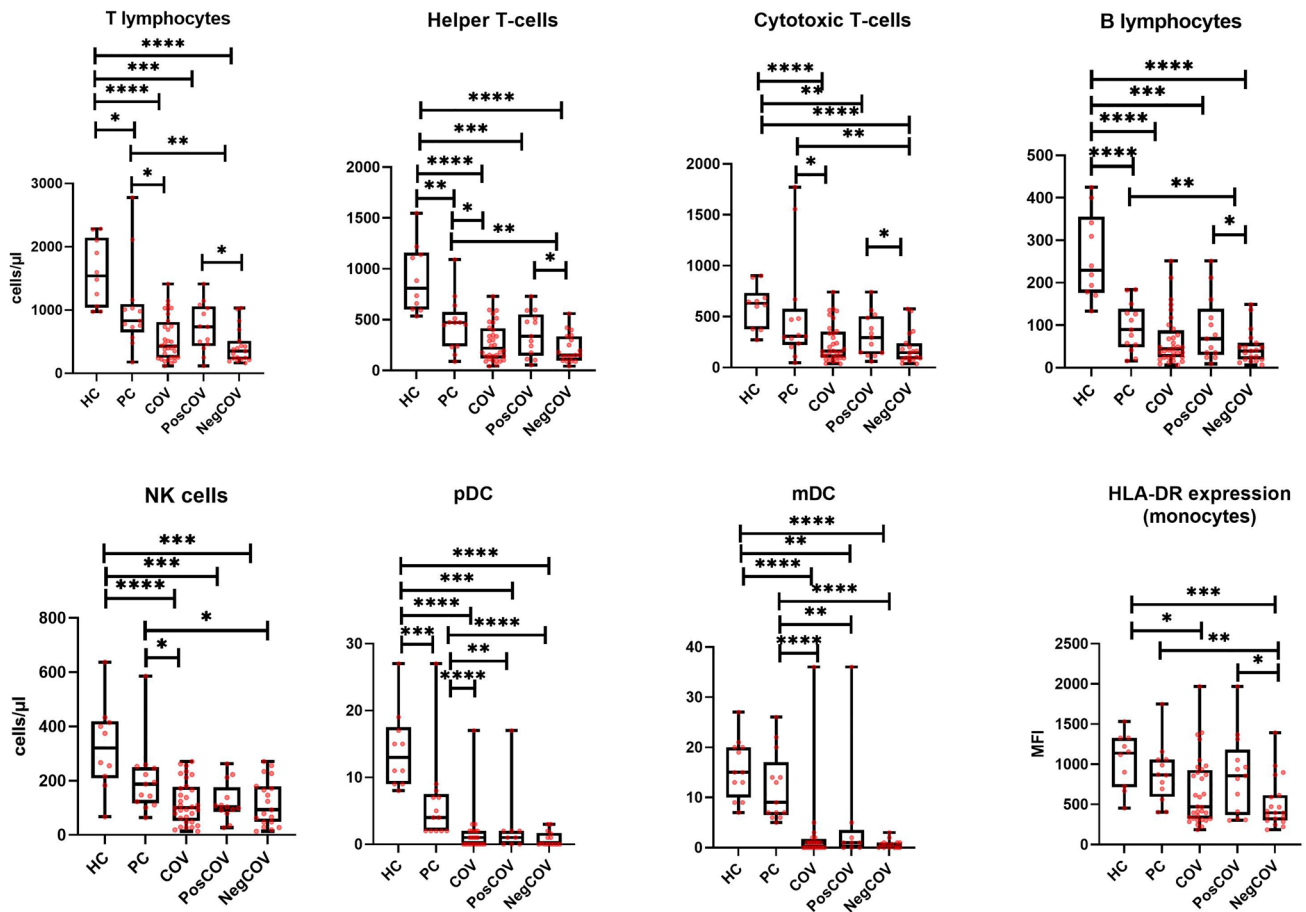 T lymphocytes
****
***
****
*
**
*
*
cells/µl
3000
2000
1000
0
HC
PC
COV
PosCOV
NegCOV
Helper T-cells
****
***
****
**
*
**
*
2000
1500
1000
500
0
HC
PC
COV
PosCOV
NegCOV
Cytotoxic T-cells
****
**
****
**
*
*
2000
1500
1000
500
0
HC
PC
COV
PosCOV
NegCOV
B lymphocytes
****
***
****
****
**
*
500
400
300
200
100
0
HC
PC
COV
PosCOV
NegCOV
NK cells
***
***
****
*
*
cells/µl
800
600
400
200
0
HC
PC
COV
PosCOV
NegCOV
pDC
****
***
****
***
****
**
****
30
20
10
0
HC
PC
COV
PosCOV
NegCOV
mDC
****
**
****
****
**
****
40
30
20
10
0
HC
PC
COV
PosCOV
NegCOV
HLA-DR expression
(monocytes)
***
*
**
*
MFI
2500
2000
1500
1000
500
0
HC
PC
COV
PosCOV
NegCOV